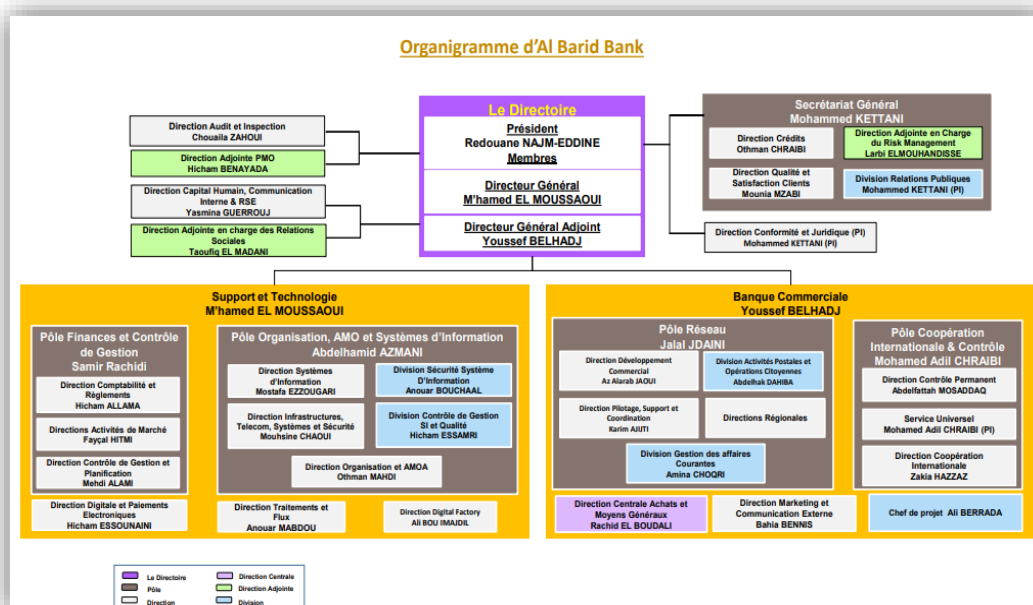 Organigramme d'Al Barid Bank
Le Directoire
Président
Redouane NAJM-EDDINE
Membres
Directeur Général
M'hamed EL MOUSSAOUI
Directeur Général Adjoint
Youssef BELHADJ
Direction Audit et Inspection
Chouaila ZAHOUI
Direction Adjointe PMO
Hicham BENAYADA
Direction Capital Humain, Communication
Interne & RSE
Yasmina GUERROUJ
Direction Adjointe en charge des Relations
Sociales
Taoufiq EL MADANI
Secrétariat Général
Mohammed KETTANI
Direction Crédits
Othman CHRAIBI
Direction Adjointe en Charge
du Risk Management
Larbi ELMOUHANDISSE
Direction Qualité et
Satisfaction Clients
Mounia MZABI
Division Relations Publiques
Mohammed KETTANI (PI)
Direction Conformité et Juridique (PI)
Mohammed KETTANI (PI)
Support et Technologie
M'hamed EL MOUSSAOUI
Pôle Finances et Contrôle
de Gestion
Samir Rachidi
Direction Comptabilité et
Règlements
Hicham ALLAMA
Directions Activités de Marché
Fayçal HITMI
Direction Contrôle de Gestion et
Planification
Mehdi ALAMI
Direction Digitale et Paiements
Electroniques
Hicham ESSOUNAINI
Pôle Organisation, AMO et Systèmes d'Information
Abdelhamid AZMANI
Direction Systèmes
d'Information
Mostafa EZZOUGARI
Division Sécurité Système
D'Information
Anouar BOUCHAAL
Direction Infrastructures,
Telecom, Systèmes et Sécurité
Mouhsine CHAOUI
Division Contrôle de Gestion
SI et Qualité
Hicham ESSAMRI
Direction Organisation et AMOA
Othman MAHDI
Direction Traitements et
Flux
Anouar MABDOU
Direction Digital Factory
Ali BOU IMAJDIL
Banque Commerciale
Youssef BELHADJ
Pôle Réseau
Jalal JDAINI
Direction Développement
Commercial
Az Alarab JAOUI
Division Activités Postales et
Opérations Citoyennes
Abdelhak DAHIBA
Direction Pilotage, Support et
Coordination
Karim AJUTI
Directions Régionales
Division Gestion des affaires
Courantes
Amina CHOQRI
Pôle Coopération
Internationale & Contrôle
Mohamed Adil CHRAIBI
Direction Contrôle Permanent
Abdelfattah MOSADDAQ
Service Universel
Mohamed Adil CHRAIBI (PI)
Direction Coopération
Internationale
Zakia HAZZAZ
Direction Centrale Achats et
Moyens Généraux
Rachid EL BOUDALI
Direction Marketing et
Communication Externe
Bahia BENNIS
Chef de projet Ali BERRADA
Le Directoire
Direction Centrale
Pôle
Direction Adjointe
Direction
Division